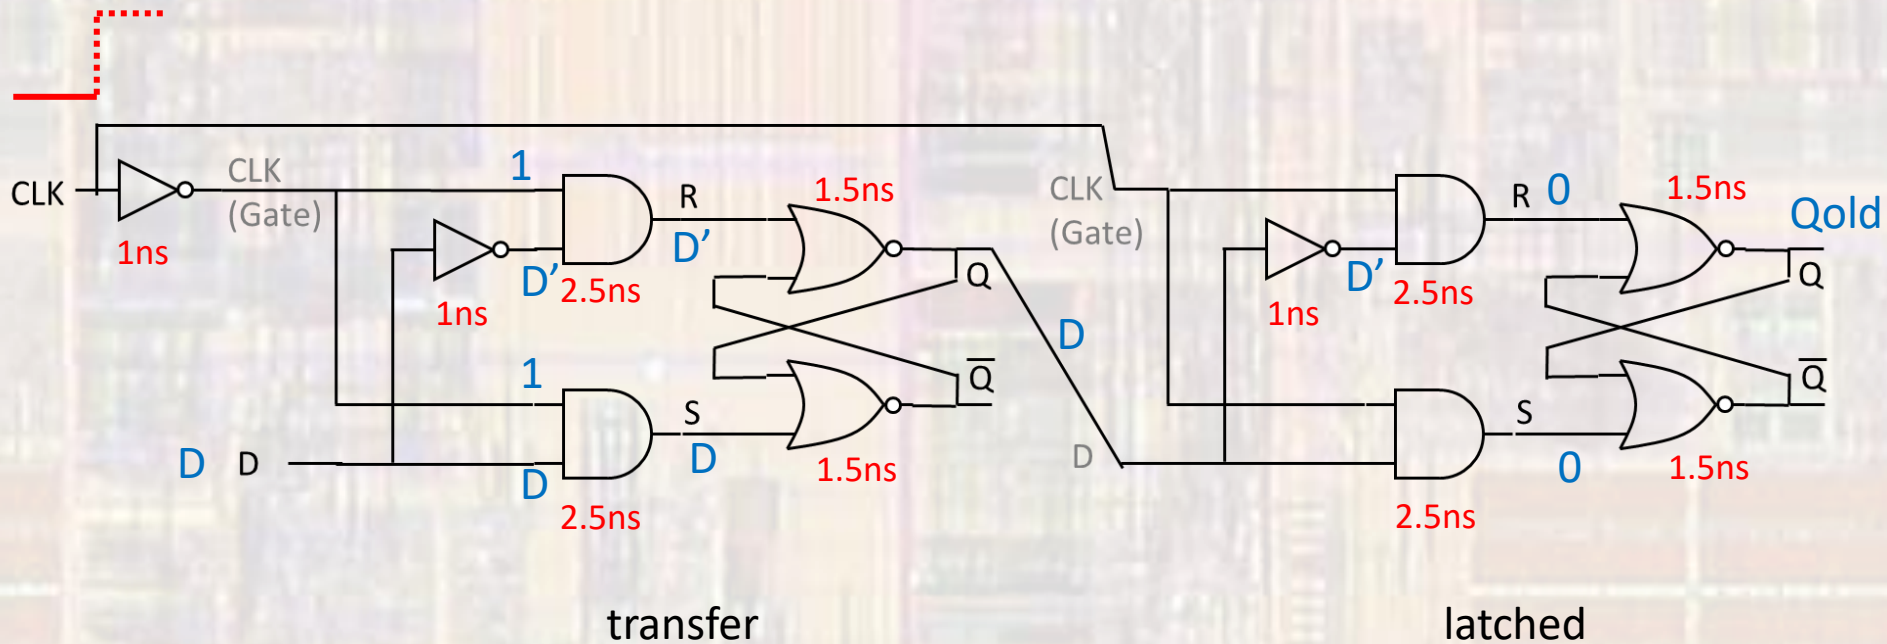 CLK
1ns
CLK
(Gate)
1
D'
1ns
2.5ns
R
D'
1.5ns
Q
D
1
D D
D
2.5ns
S
D
1.5ns
Q̅
CLK
(Gate)
D
1ns
D'
2.5ns
R 0
1.5ns
Qold
Q
2.5ns
S
0
1.5ns
Q̅
transfer
latched